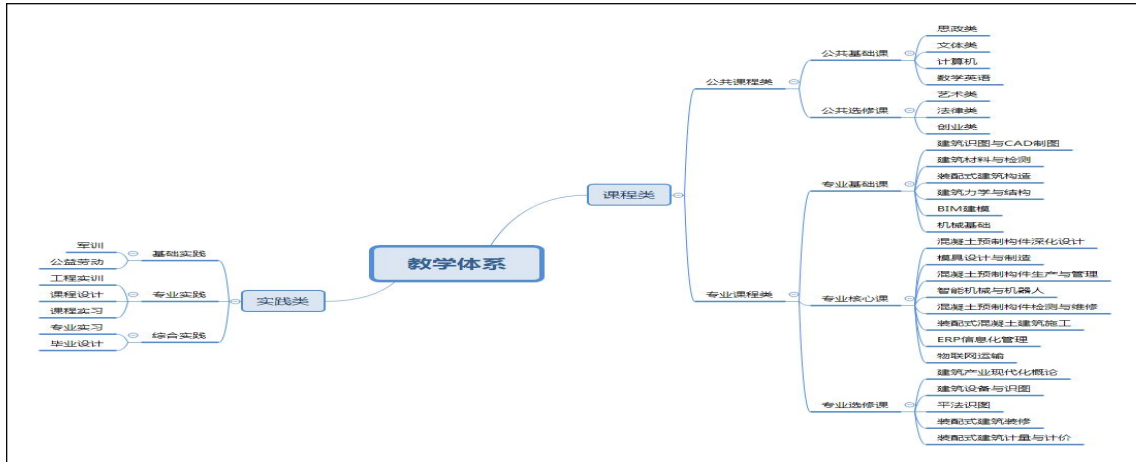 教学体系
课程类
公共课程类
公共基础课
思政类
文体类
计算机
数学英语
公共选修课
艺术类
法律类
创业类
专业课程类
专业基础课
建筑识图与CAD制图
建筑材料与检测
装配式建筑构造
建筑力学与结构
BIM建模
机械基础
专业核心课
混凝土预制构件深化设计
模具设计与制造
混凝土预制构件生产与管理
智能机械与机器人
混凝土预制构件检测与维修
装配式混凝土建筑施工
ERP信息化管理
物联网运输
专业选修课
建筑产业现代化概论
建筑设备与识图
平法识图
装配式建筑装修
装配式建筑计量与计价
实践类
基础实践
军训
公益劳动
专业实践
工程实训
课程设计
课程实习
综合实践
专业实习
毕业设计